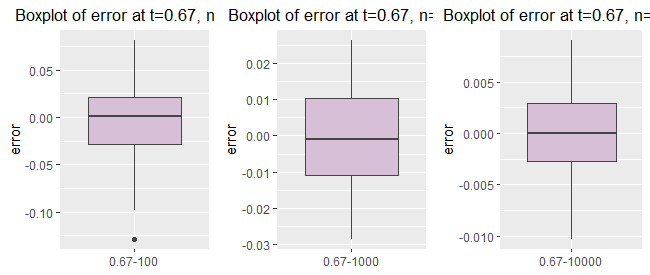 Boxplot of error at t=0.67, n
0.05
0.00
-0.05
-0.10
error
0.67-100
Boxplot of error at t=0.67, n=
0.02
0.01
0.00
-0.01
-0.02
-0.03
error
0.67-1000
Boxplot of error at t=0.67, n=
0.005
0.000
-0.005
-0.010
error
0.67-10000